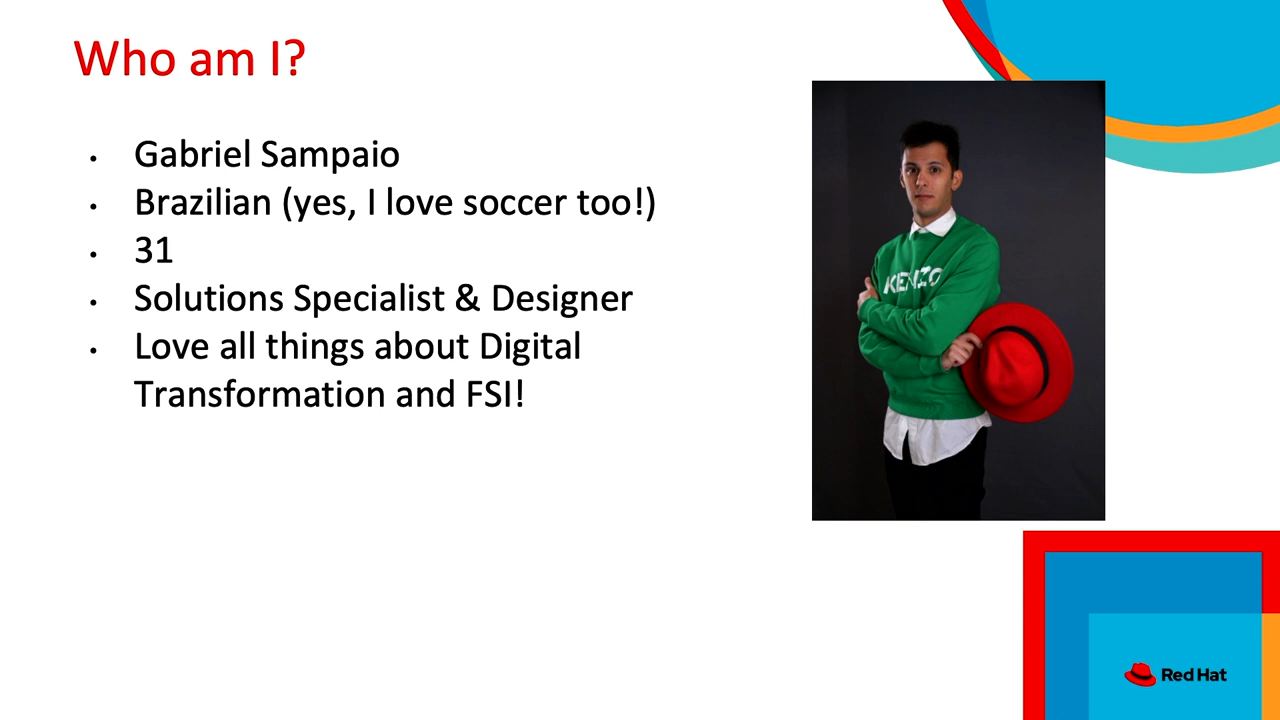 Who am I?
Gabriel Sampaio
Brazilian (yes, I love soccer too!)
31
Solutions Specialist & Designer
Love all things about Digital
Transformation and FSI!
KENZO
Red Hat